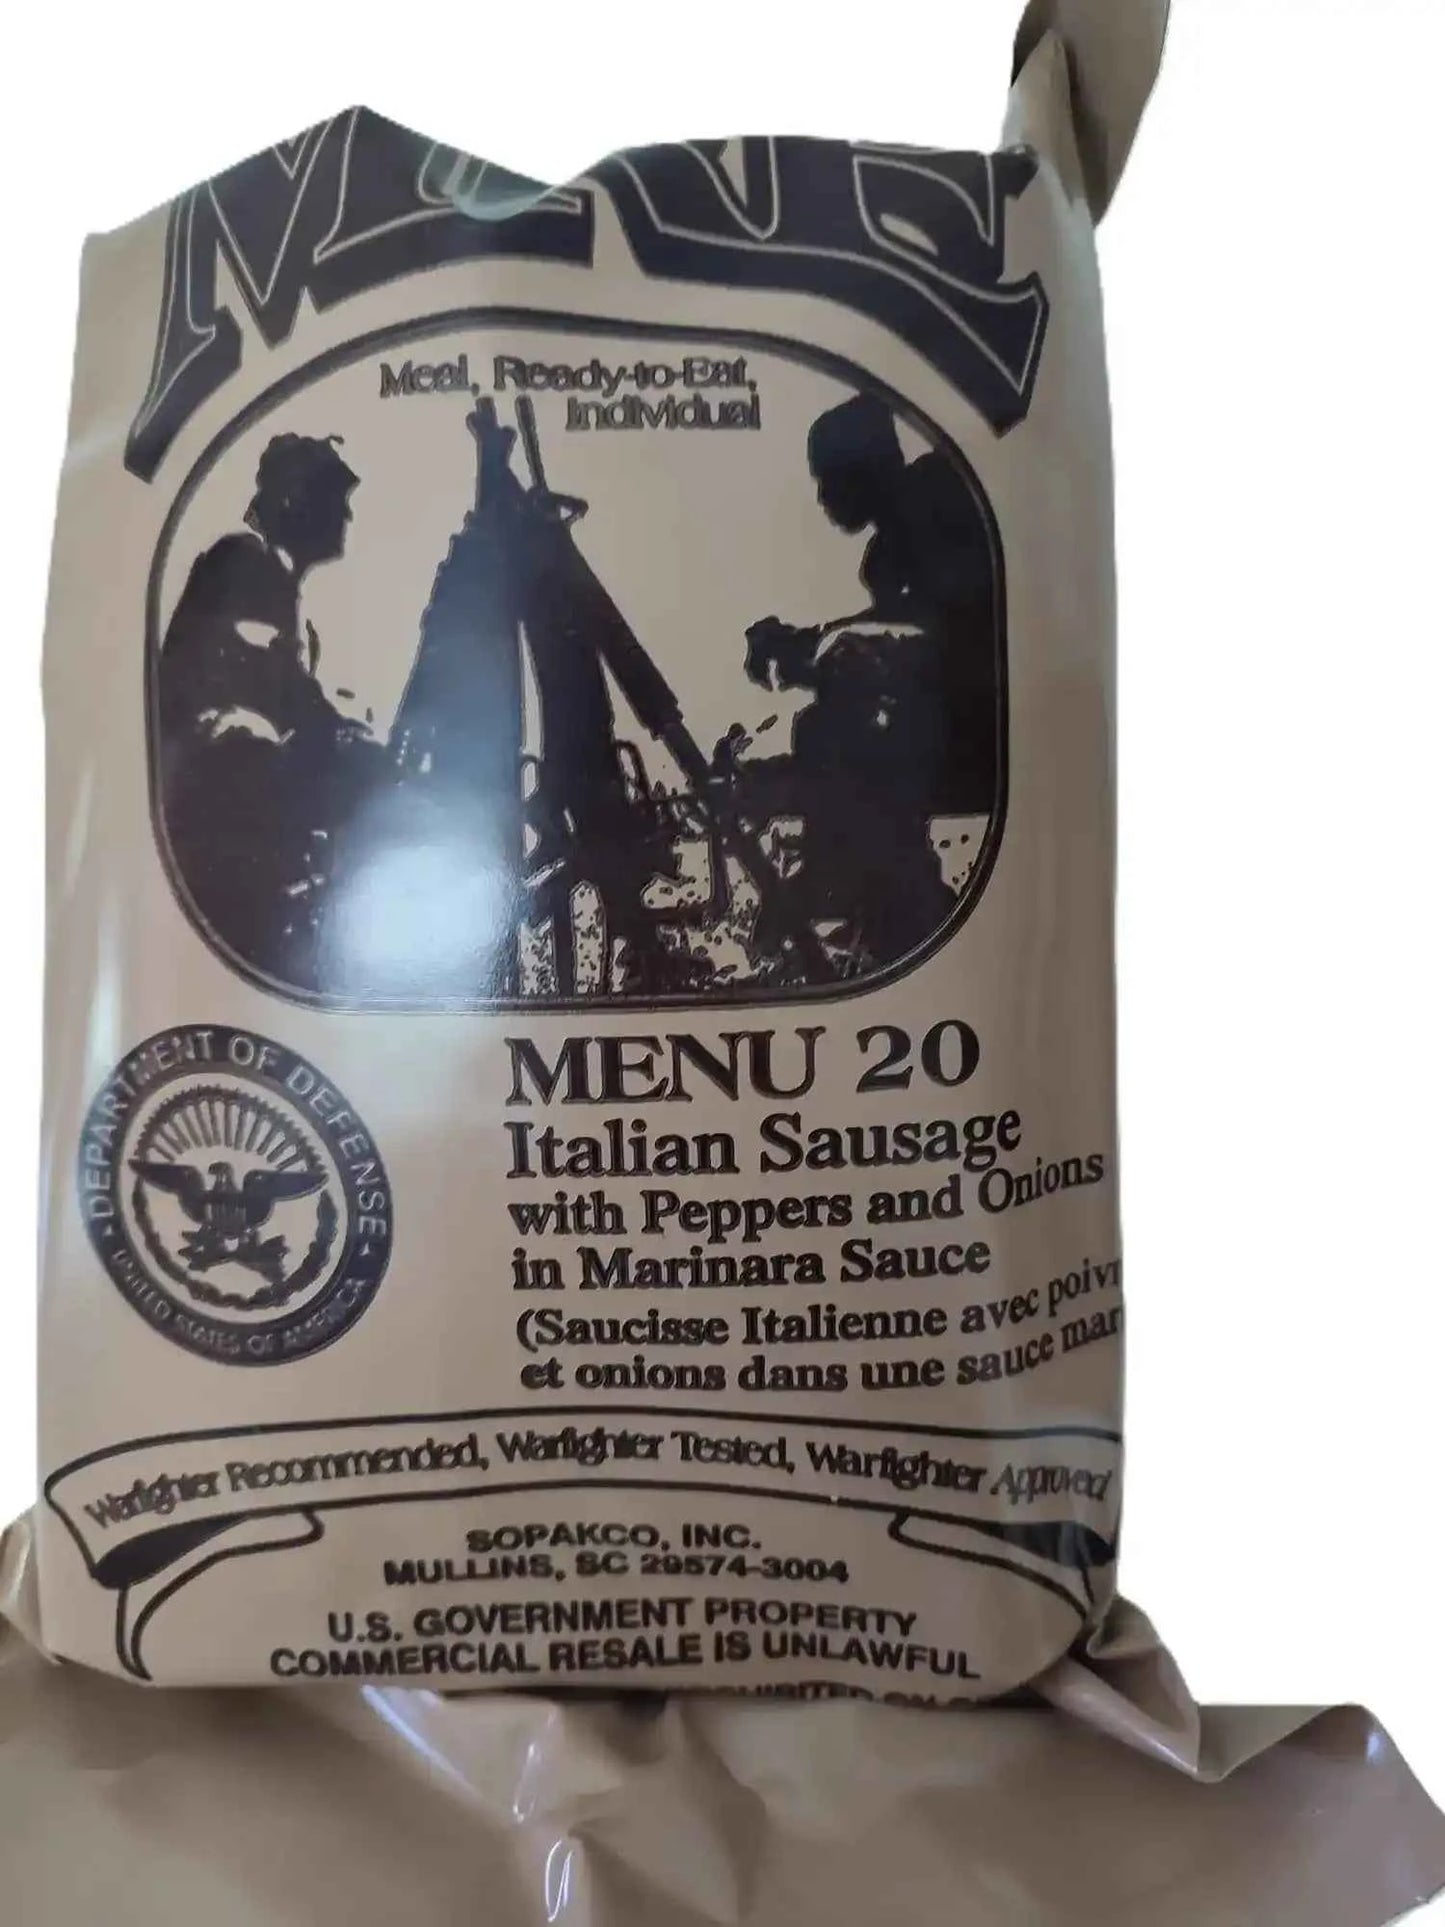 MRE
Meal, Ready-to-Eat,
Individual
DEPARTMENT OF DEFENSE
UNITED STATES OF AMERICA
MENU 20
Italian Sausage
with Peppers and Onions
in Marinara Sauce
(Saucisse Italienne avec poivr
et onions dans une sauce mar
Warfighter Recommended, Warfighter Tested, Warfighter Approved
SOPAKCO, INC.
MULLINS, SC 29574-3004
U.S. GOVERNMENT PROPERTY
COMMERCIAL RESALE IS UNLAWFUL